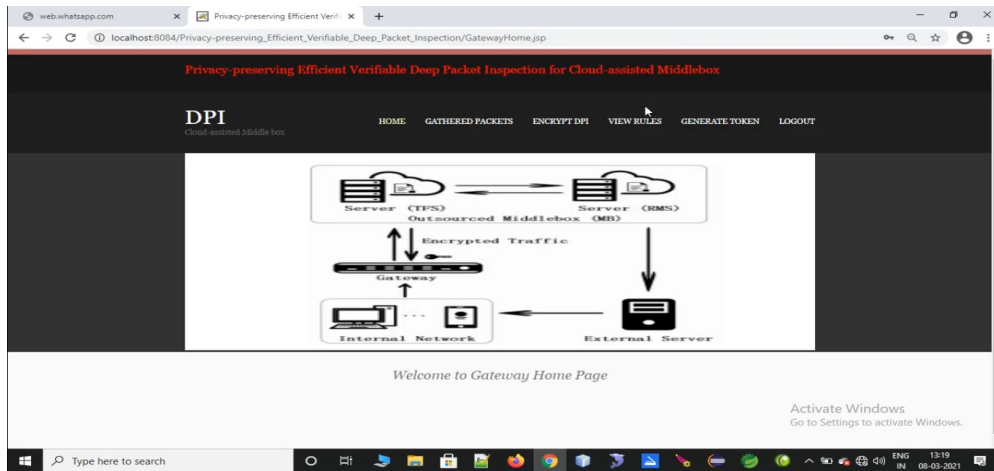 web.whatsapp.com
Privacy-preserving Efficient Verifi
localhost:8084/Privacy-preserving_Efficient_Verifiable_Deep_Packet_Inspection/GatewayHome.jsp
Privacy-preserving Efficient Verifiable Deep Packet Inspection for Cloud-assisted Middlebox
DPI
Cloud-assisted Middle box
HOME GATHERED PACKETS ENCRYPT DPI VIEW RULES GENERATE TOKEN LOGOUT
Server (TFS) Server (RMS)
Outsourced Middlebox (MB)
Encrypted Traffic
Gateway
...
Internal Network External Server
Welcome to Gateway Home Page
Activate Windows
Go to Settings to activate Windows.
Type here to search
ENG 13:19
IN 08-03-2021